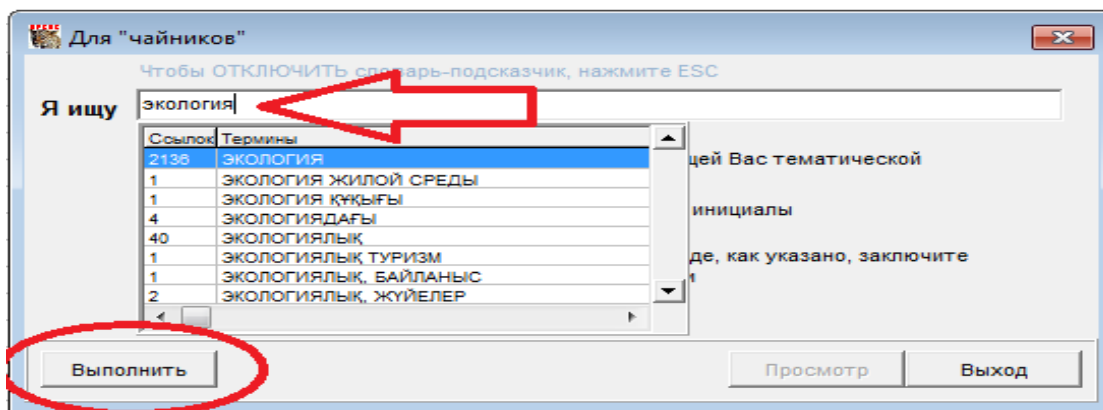 ИРБИС
Для "чайников"
Чтобы ОТКЛЮЧИТЬ словарь-подсказчик, нажмите ESC
Я ищу экология
Ссылок Термины
2136 ЭКОЛОГИЯ
1 ЭКОЛОГИЯ ЖИЛОЙ СРЕДЫ
1 ЭКОЛОГИЯ ҚҰҚЫҒЫ
4 ЭКОЛОГИЯДАҒЫ
40 ЭКОЛОГИЯЛЫҚ
1 ЭКОЛОГИЯЛЫҚ ТУРИЗМ
1 ЭКОЛОГИЯЛЫҚ, БАЙЛАНЫС
2 ЭКОЛОГИЯЛЫҚ, ЖҮЙЕЛЕР
щей Вас тематической
инициалы
де, как указано, заключите
Выполнить Просмотр Выход